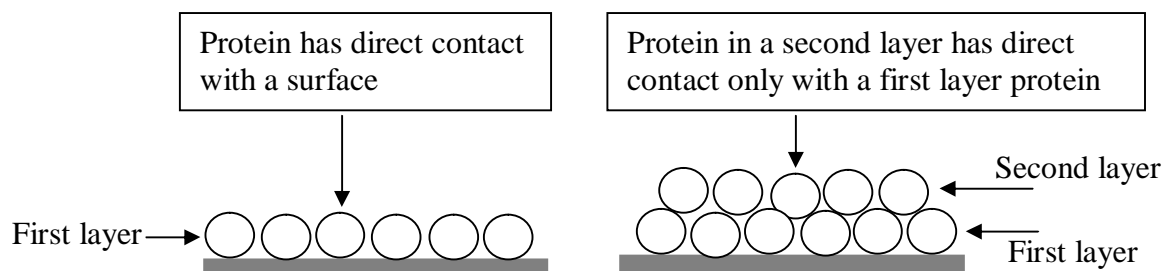 Protein has direct contact
with a surface
Protein in a second layer has direct
contact only with a first layer protein
First layer
Second layer
First layer